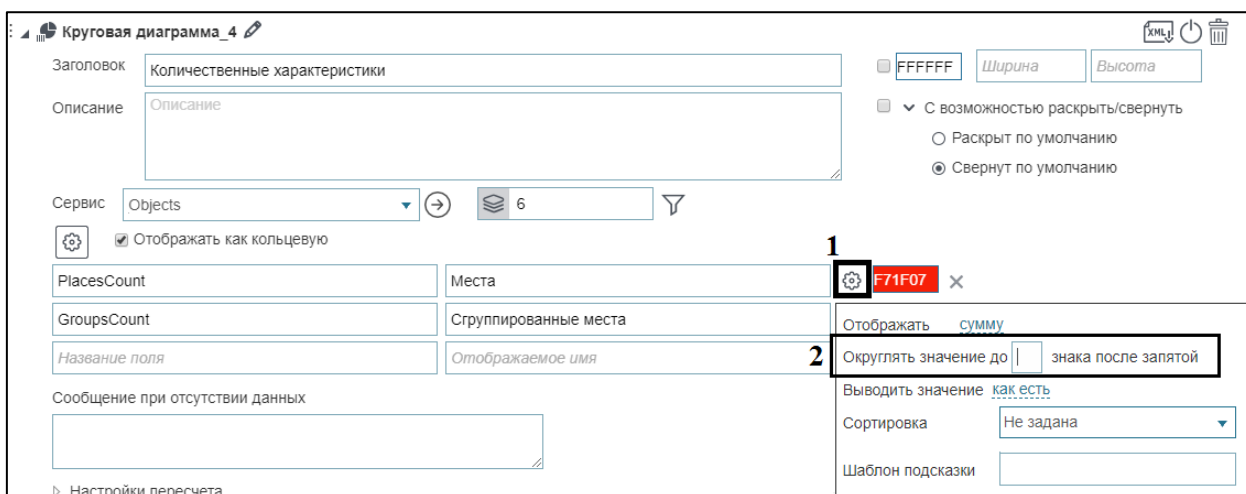 Круговая диаграмма_4 XML
Заголовок Количественные характеристики FFFFFF Ширина Высота
Описание Описание С возможностью раскрыть/свернуть
Раскрыт по умолчанию
Свернут по умолчанию
Сервис Objects 6
Отображать как кольцевую 1
PlacesCount Места F71F07
GroupsCount Сгруппированные места Отображать сумму
Название поля Отображаемое имя 2 Округлять значение до знака после запятой
Сообщение при отсутствии данных Выводить значение как есть
Сортировка Не задана
Шаблон подсказки
Настройки пересчета